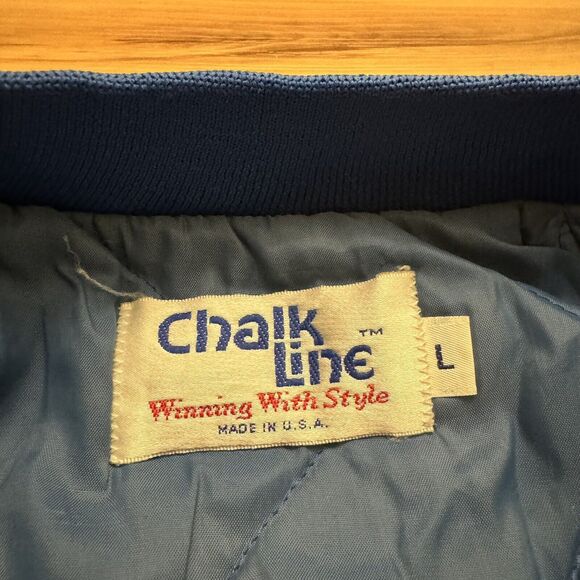 Chalk
Line™
Winning With Style
MADE IN U.S.A.
L